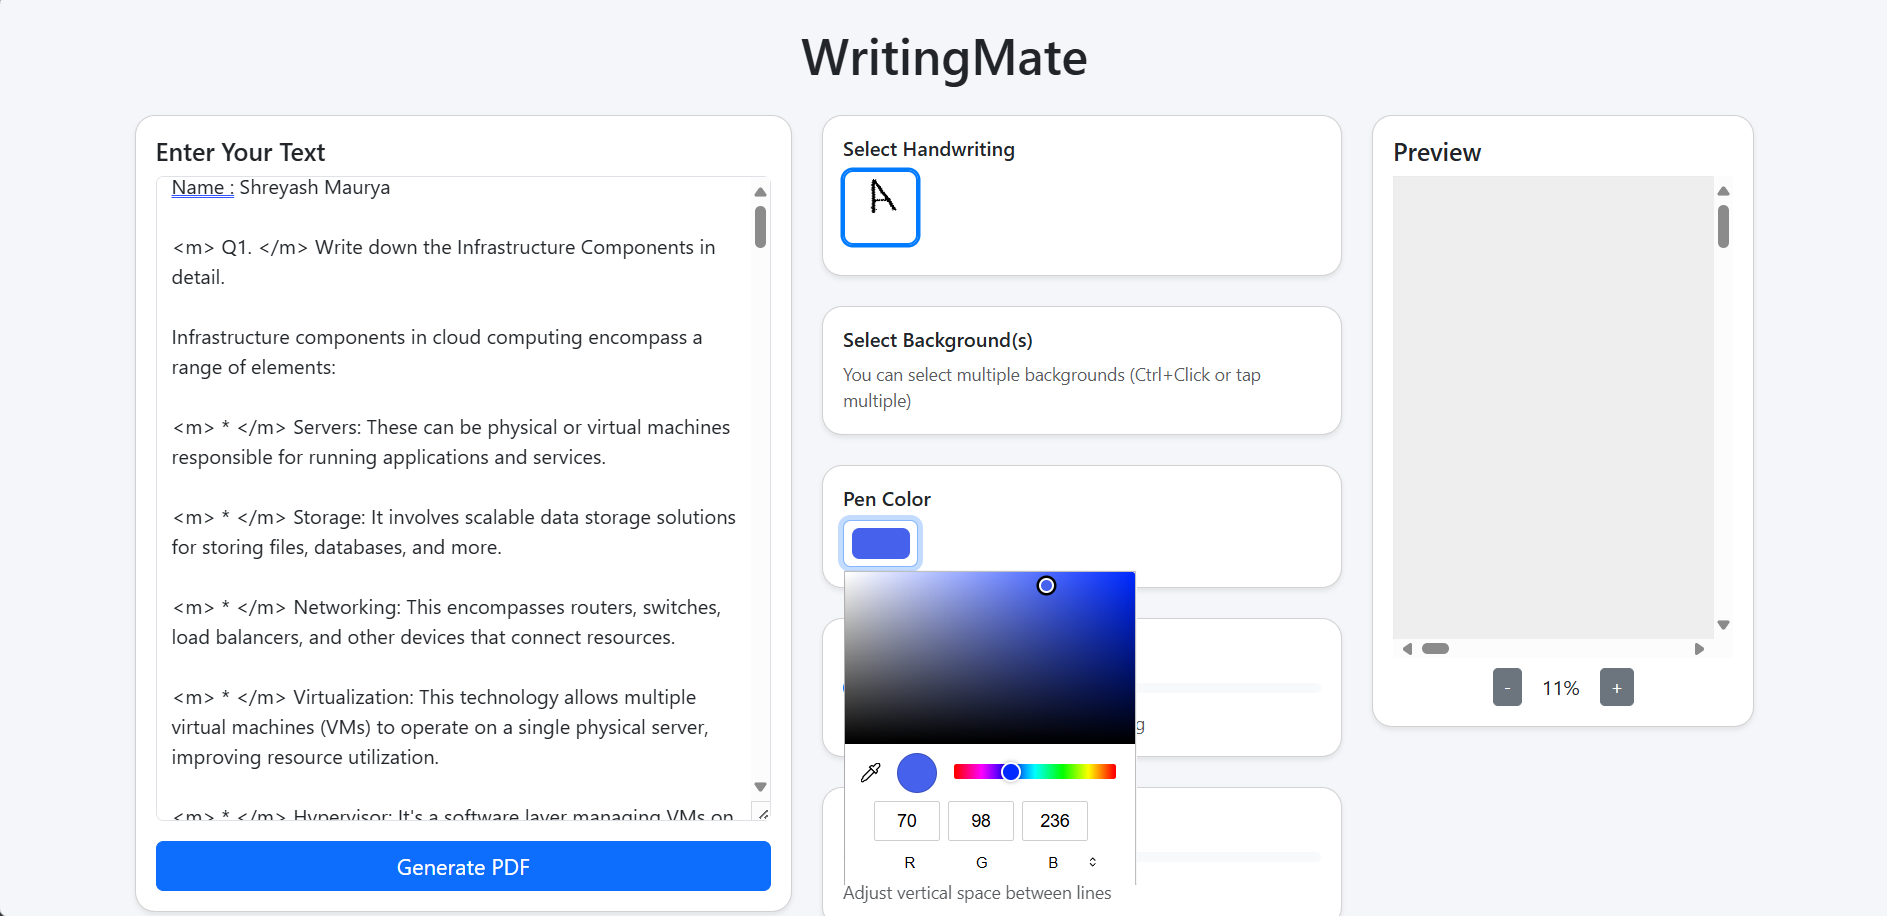 WritingMate
Enter Your Text
Name : Shreyash Maurya
<m> Q1. </m> Write down the Infrastructure Components in
detail.
Infrastructure components in cloud computing encompass a
range of elements:
<m> * </m> Servers: These can be physical or virtual machines
responsible for running applications and services.
<m> * </m> Storage: It involves scalable data storage solutions
for storing files, databases, and more.
<m> * </m> Networking: This encompasses routers, switches,
load balancers, and other devices that connect resources.
<m> * </m> Virtualization: This technology allows multiple
virtual machines (VMs) to operate on a single physical server,
improving resource utilization.
<m> * </m> Hypervisor: It's a software layer managing VMs on
Generate PDF
Select Handwriting
A
Select Background(s)
You can select multiple backgrounds (Ctrl+Click or tap
multiple)
Pen Color
g
70 98 236
R G B
Adjust vertical space between lines
Preview
- 11% +